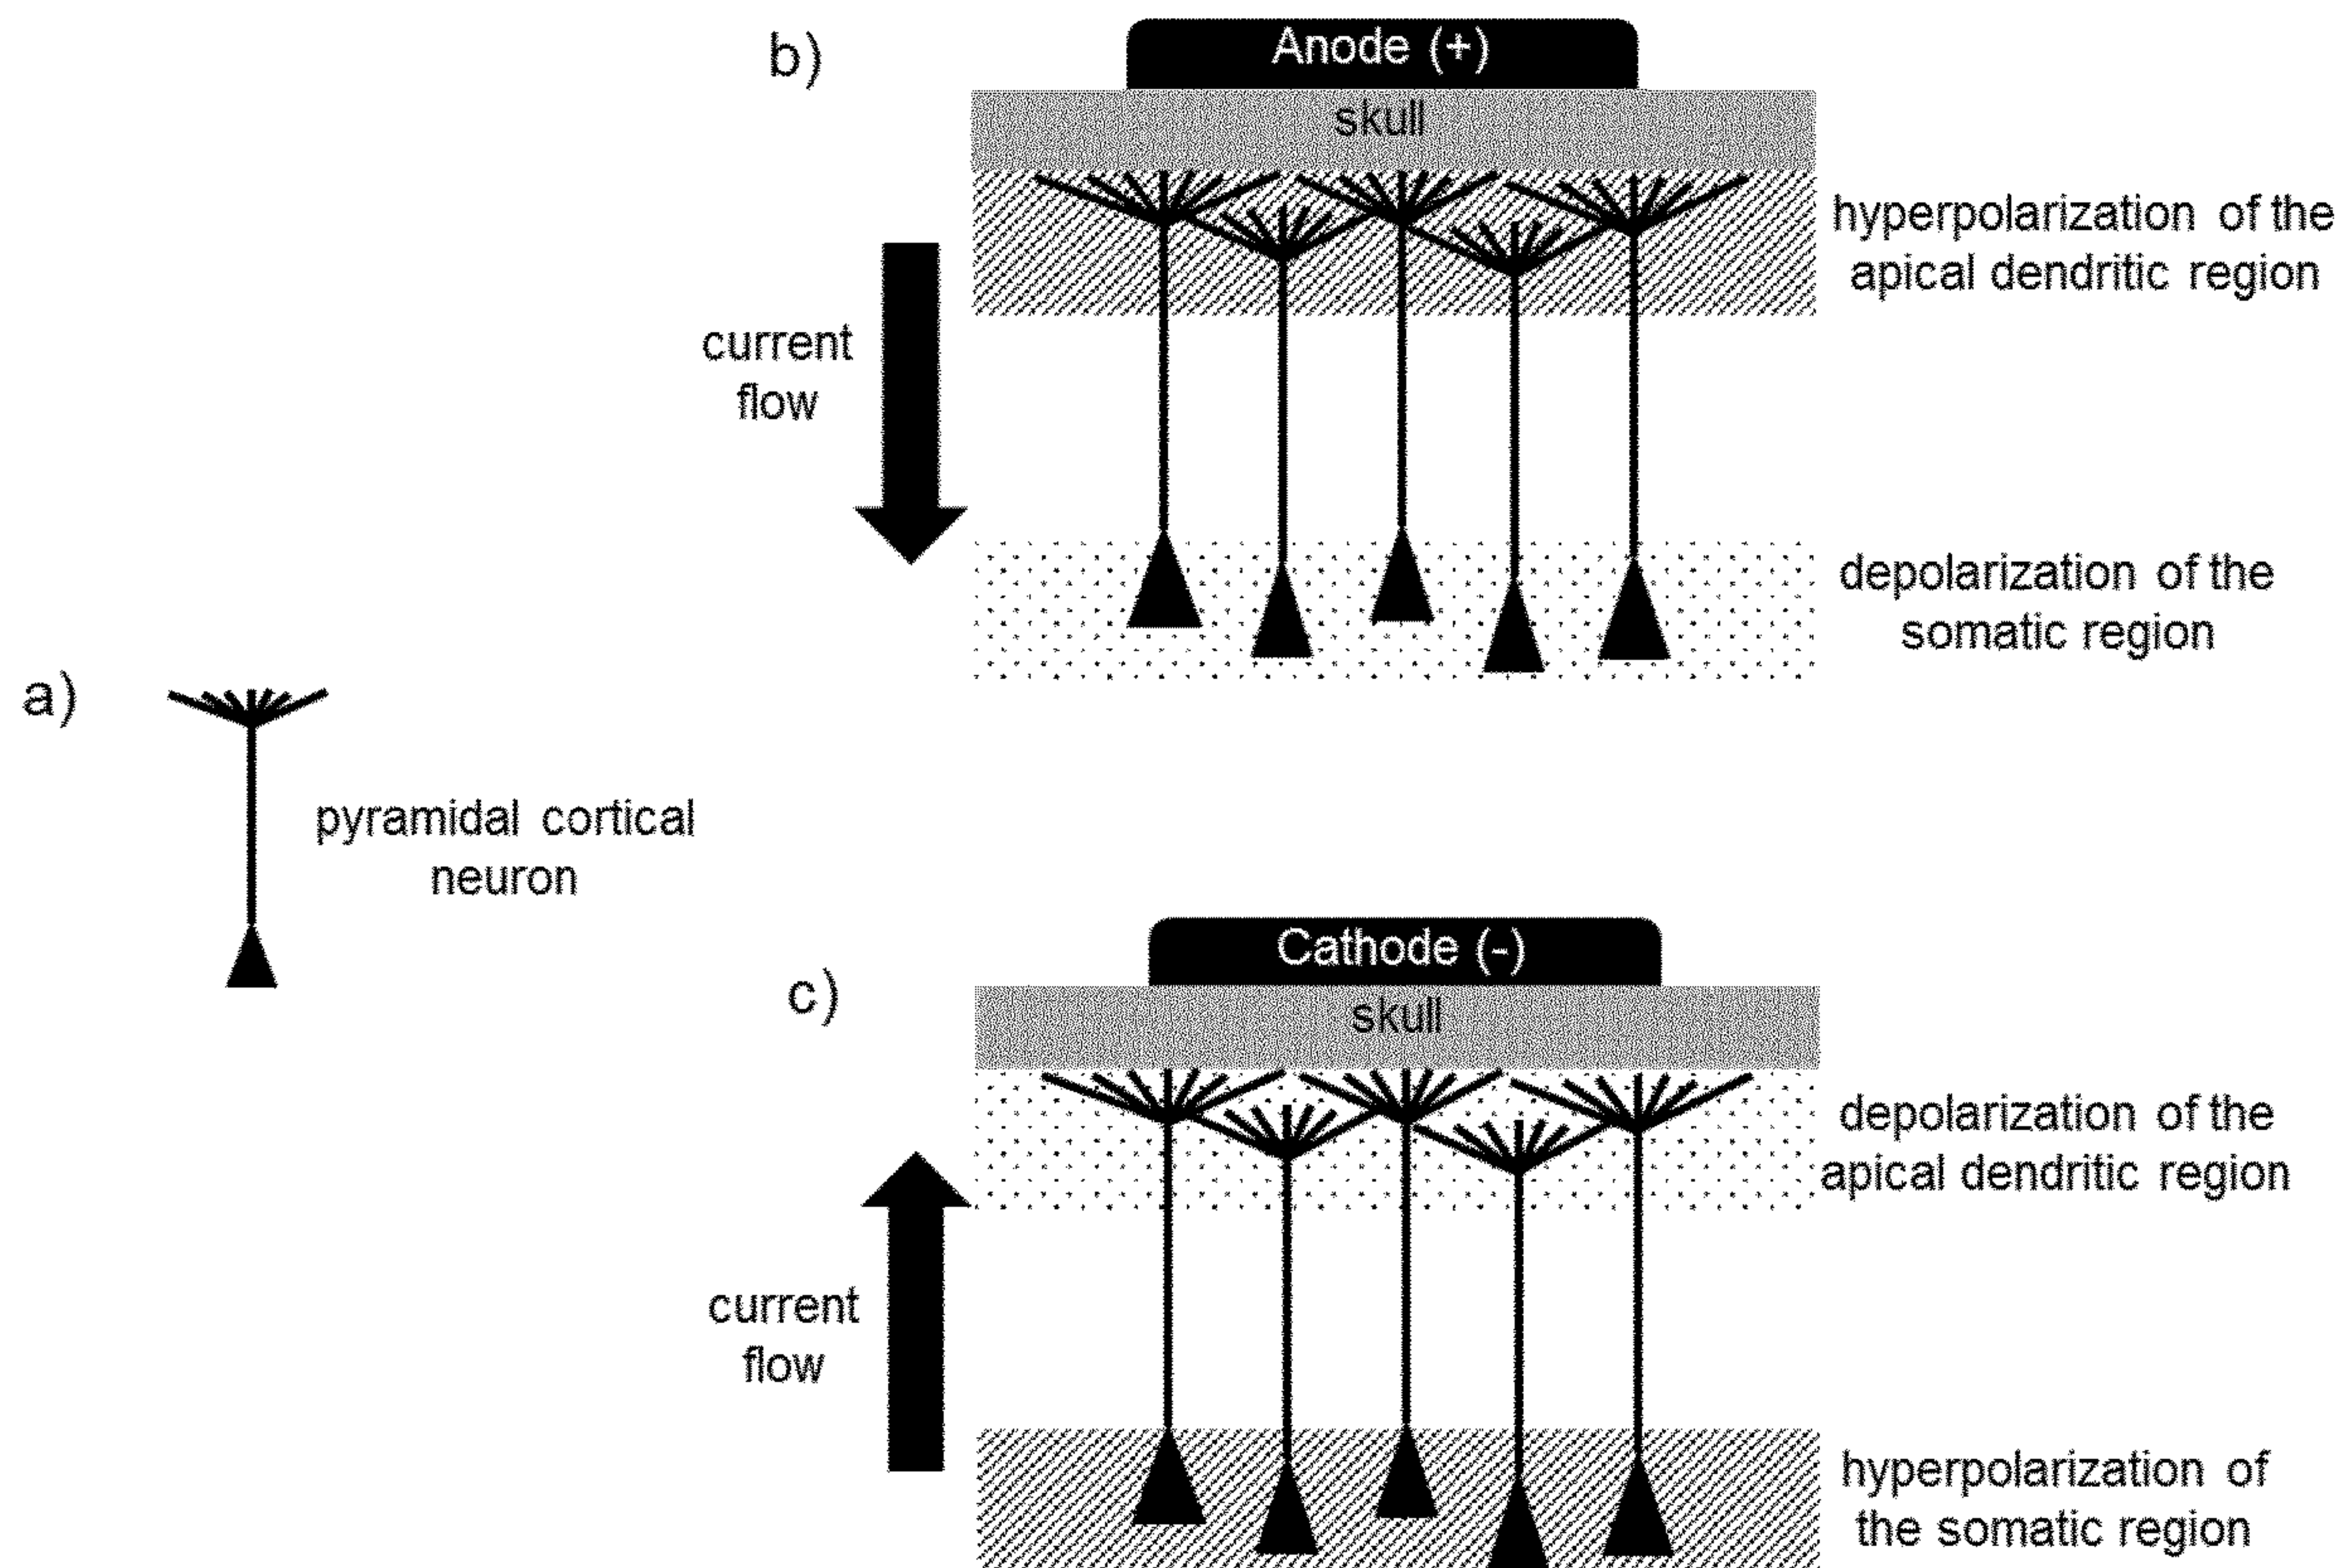 b)
Anode (+)
skull
hyperpolarization of the
apical dendritic region
current
flow
depolarization of the
somatic region
a)
pyramidal cortical
neuron
Cathode (-)
c)
skull
depolarization of the
apical dendritic region
current
flow
hyperpolarization of
the somatic region